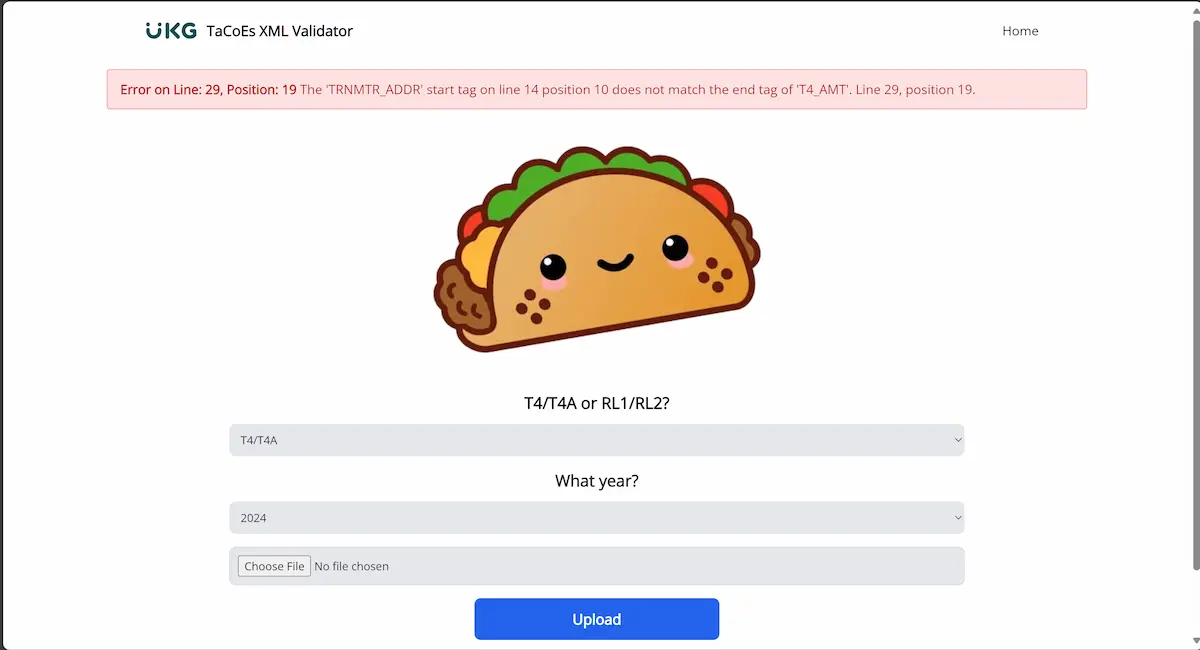 UKG TaCoEs XML Validator
Home
Error on Line: 29, Position: 19 The 'TRNMTR_ADDR' start tag on line 14 position 10 does not match the end tag of 'T4_AMT'. Line 29, position 19.
T4/T4A or RL1/RL2?
T4/T4A
What year?
2024
Choose File No file chosen
Upload